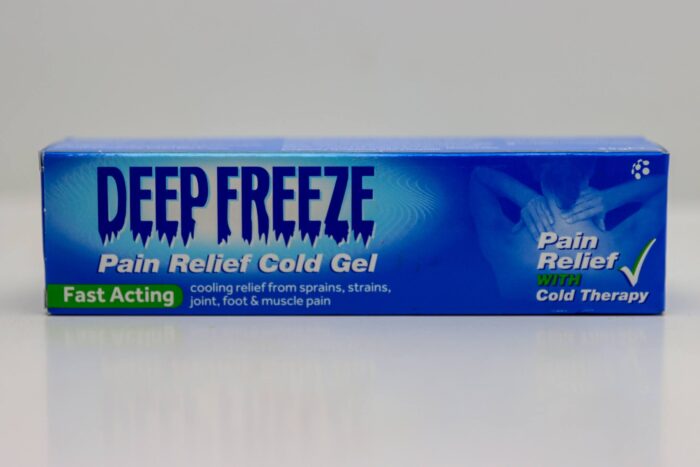 DEEP FREEZE
Pain Relief Cold Gel
Fast Acting
cooling relief from sprains, strains,
joint, foot & muscle pain
Pain
Relief
WITH
Cold Therapy